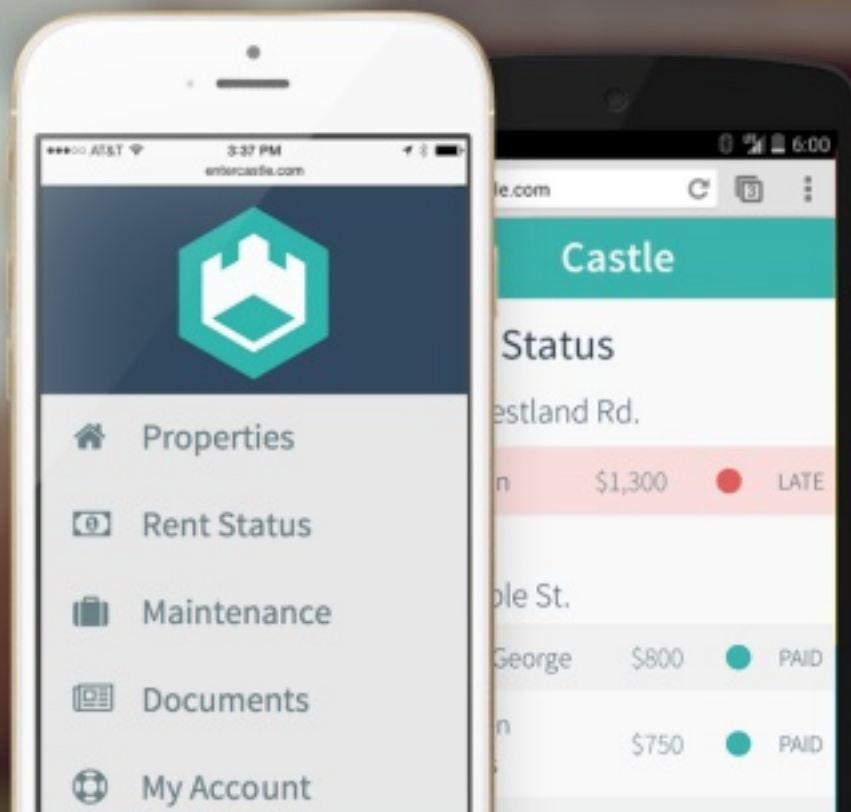 AT&T
3:37 PM
entercastle.com
Properties
Rent Status
Maintenance
Documents
My Account
6:00
le.com
3
Castle
Status
estland Rd.
n $1,300 LATE
ple St.
George $800 PAID
n
$750 PAID